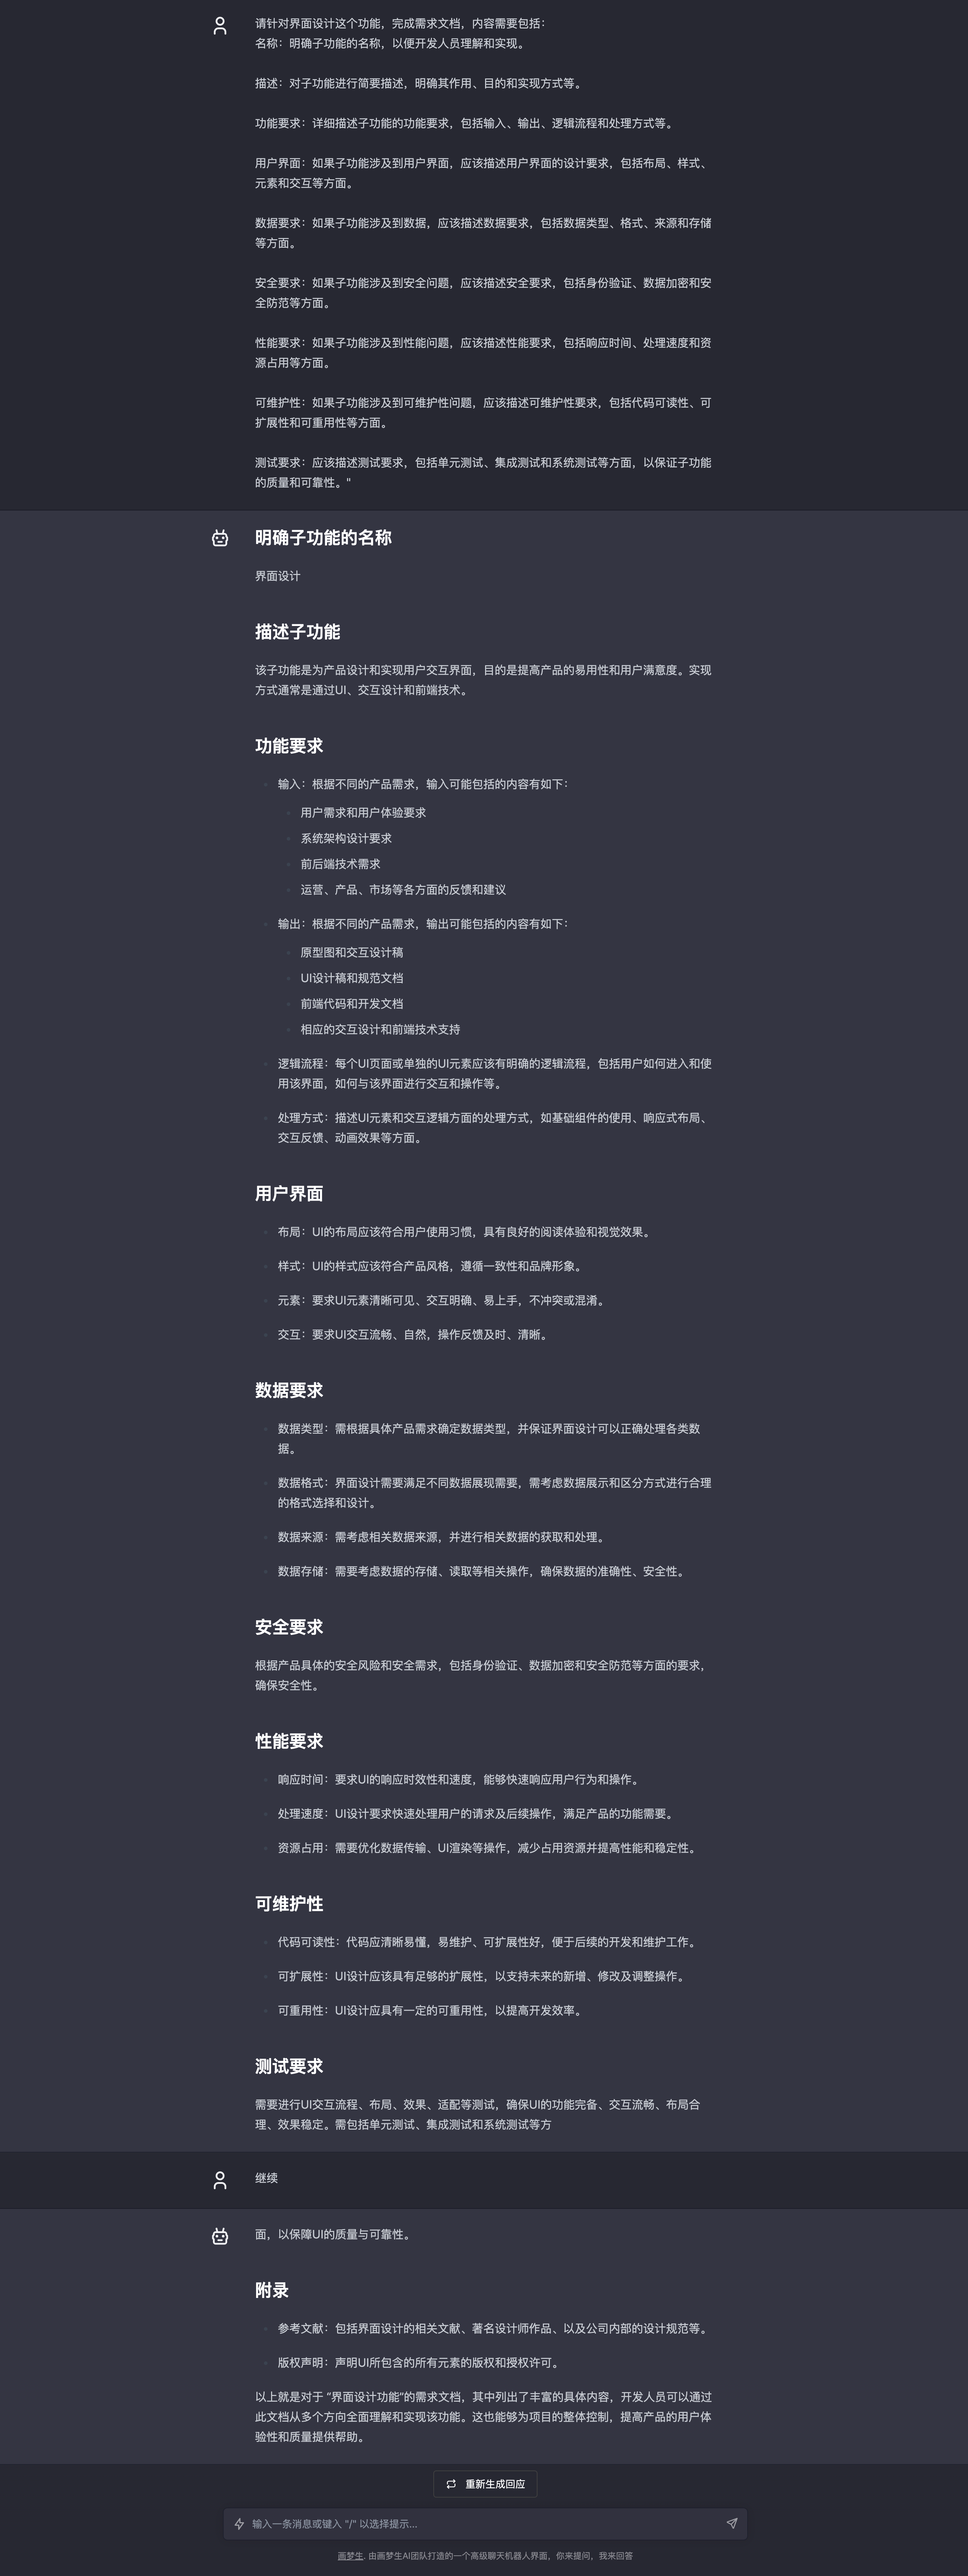 请针对界面设计这个功能，完成需求文档，内容需要包括：
名称：明确子功能的名称，以便开发人员理解和实现。
描述：对子功能进行简要描述，明确其作用、目的和实现方式等。
功能要求：详细描述子功能的功能要求，包括输入、输出、逻辑流程和处理方式等。
用户界面：如果子功能涉及到用户界面，应该描述用户界面的设计要求，包括布局、样式、
元素和交互等方面。
数据要求：如果子功能涉及到数据，应该描述数据要求，包括数据类型、格式、来源和存储
等方面。
安全要求：如果子功能涉及到安全问题，应该描述安全要求，包括身份验证、数据加密和安
全防范等方面。
性能要求：如果子功能涉及到性能问题，应该描述性能要求，包括响应时间、处理速度和资
源占用等方面。
可维护性：如果子功能涉及到可维护性问题，应该描述可维护性要求，包括代码可读性、可
扩展性和可重用性等方面。
测试要求：应该描述测试要求，包括单元测试、集成测试和系统测试等方面，以保证子功能
的质量和可靠性。"
明确子功能的名称
界面设计
描述子功能
该子功能是为产品设计和实现用户交互界面，目的是提高产品的易用性和用户满意度。实现
方式通常是通过UI、交互设计和前端技术。
功能要求
输入：根据不同的产品需求，输入可能包括的内容有如下：
用户需求和用户体验要求
系统架构设计要求
前后端技术需求
运营、产品、市场等各方面的反馈和建议
输出：根据不同的产品需求，输出可能包括的内容有如下：
原型图和交互设计稿
UI设计稿和规范文档
前端代码和开发文档
相应的交互设计和前端技术支持
逻辑流程：每个UI页面或单独的UI元素应该有明确的逻辑流程，包括用户如何进入和使
用该界面，如何与该界面进行交互和操作等。
处理方式：描述UI元素和交互逻辑方面的处理方式，如基础组件的使用、响应式布局、
交互反馈、动画效果等方面。
用户界面
布局：UI的布局应该符合用户使用习惯，具有良好的阅读体验和视觉效果。
样式：UI的样式应该符合产品风格，遵循一致性和品牌形象。
元素：要求UI元素清晰可见、交互明确、易上手，不冲突或混淆。
交互：要求UI交互流畅、自然，操作反馈及时、清晰。
数据要求
数据类型：需根据具体产品需求确定数据类型，并保证界面设计可以正确处理各类数
据。
数据格式：界面设计需要满足不同数据展现需要，需考虑数据展示和区分方式进行合理
的格式选择和设计。
数据来源：需考虑相关数据来源，并进行相关数据的获取和处理。
数据存储：需要考虑数据的存储、读取等相关操作，确保数据的准确性、安全性。
安全要求
根据产品具体的安全风险和安全需求，包括身份验证、数据加密和安全防范等方面的要求，
确保安全性。
性能要求
响应时间：要求UI的响应时效性和速度，能够快速响应用户行为和操作。
处理速度：UI设计要求快速处理用户的请求及后续操作，满足产品的功能需要。
资源占用：需要优化数据传输、UI渲染等操作，减少占用资源并提高性能和稳定性。
可维护性
代码可读性：代码应清晰易懂，易维护、可扩展性好，便于后续的开发和维护工作。
可扩展性：UI设计应该具有足够的扩展性，以支持未来的新增、修改及调整操作。
可重用性：UI设计应具有一定的可重用性，以提高开发效率。
测试要求
需要进行UI交互流程、布局、效果、适配等测试，确保UI的功能完备、交互流畅、布局合
理、效果稳定。需包括单元测试、集成测试和系统测试等方
继续
面，以保障UI的质量与可靠性。
附录
参考文献：包括界面设计的相关文献、著名设计师作品、以及公司内部的设计规范等。
版权声明：声明UI所包含的所有元素的版权和授权许可。
以上就是对于 “界面设计功能”的需求文档，其中列出了丰富的具体内容，开发人员可以通过
此文档从多个方向全面理解和实现该功能。这也能够为项目的整体控制，提高产品的用户体
验性和质量提供帮助。
重新生成回应
输入一条消息或键入 "/" 以选择提示...
画梦生. 由画梦生AI团队打造的一个高级聊天机器人界面，你来提问，我来回答